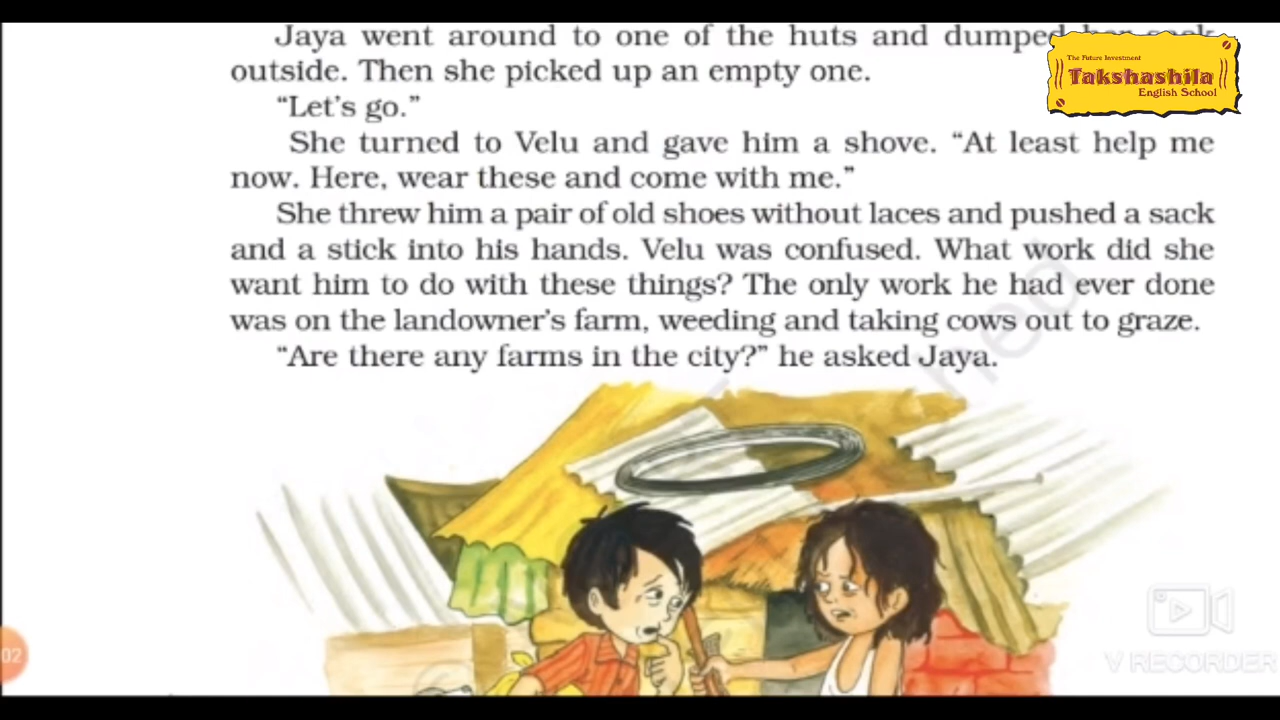 Jaya went around to one of the huts and dumped
outside. Then she picked up an empty one.
“Let’s go.”
She turned to Velu and gave him a shove. “At least help me
now. Here, wear these and come with me.”
She threw him a pair of old shoes without laces and pushed a sack
and a stick into his hands. Velu was confused. What work did she
want him to do with these things? The only work he had ever done
was on the landowner’s farm, weeding and taking cows out to graze.
“Are there any farms in the city?” he asked Jaya.
The Future Investment
Takshashila
English School
02
V RECORDER